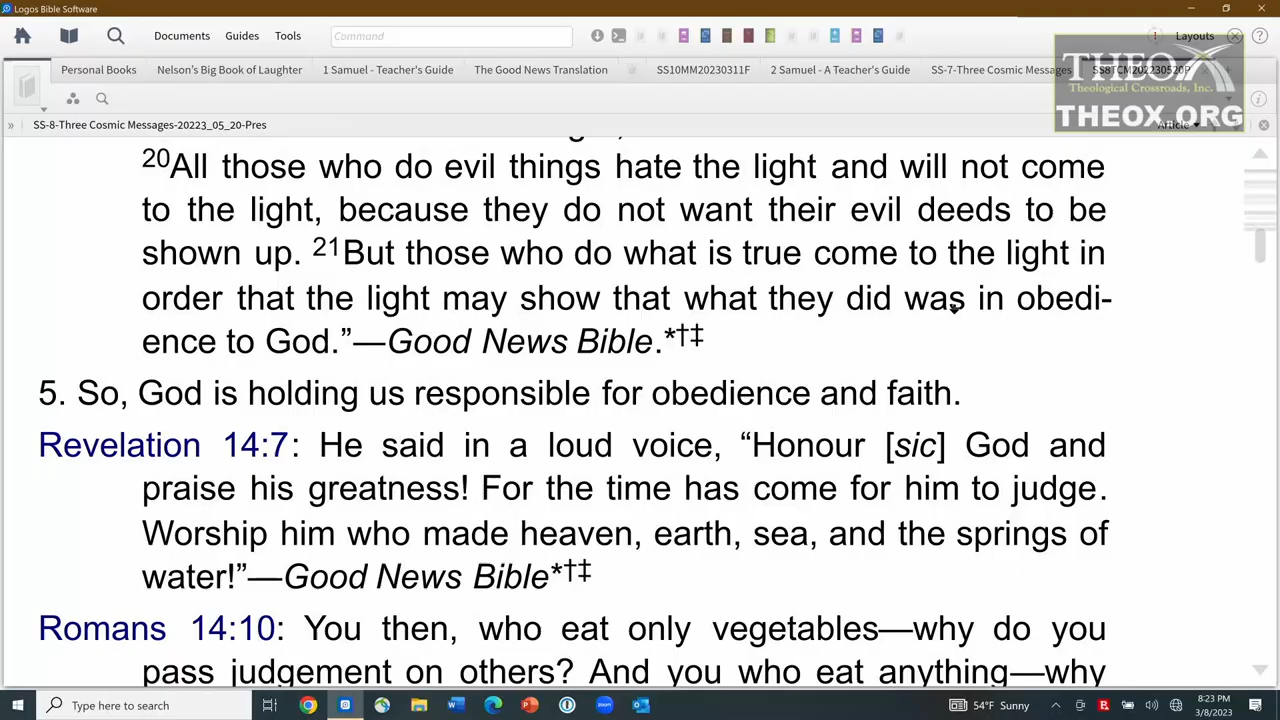 Logos Bible Software
Documents Guides Tools Command Layouts
Personal Books Nelson's Big Book of Laughter 1 Samue Teac The Good News Translation SS10MM20230311F 2 Samuel - A Teacher's Guide SS-7-Three Cosmic Messages SS8TCM202230520P
THEOX
Theological Crossroads, Inc.
THEOX.ORG
SS-8-Three Cosmic Messages-20223_05_20-Pres
Article
20All those who do evil things hate the light and will not come
to the light, because they do not want their evil deeds to be
shown up. 21But those who do what is true come to the light in
order that the light may show that what they did was in obedi-
ence to God.”—Good News Bible.*†‡
5. So, God is holding us responsible for obedience and faith.
Revelation 14:7: He said in a loud voice, “Honour [sic] God and
praise his greatness! For the time has come for him to judge.
Worship him who made heaven, earth, sea, and the springs of
water!”—Good News Bible*†‡
Romans 14:10: You then, who eat only vegetables—why do you
pass judgement on others? And you who eat anything—why
Type here to search
54°F Sunny
8:23 PM
3/8/2023